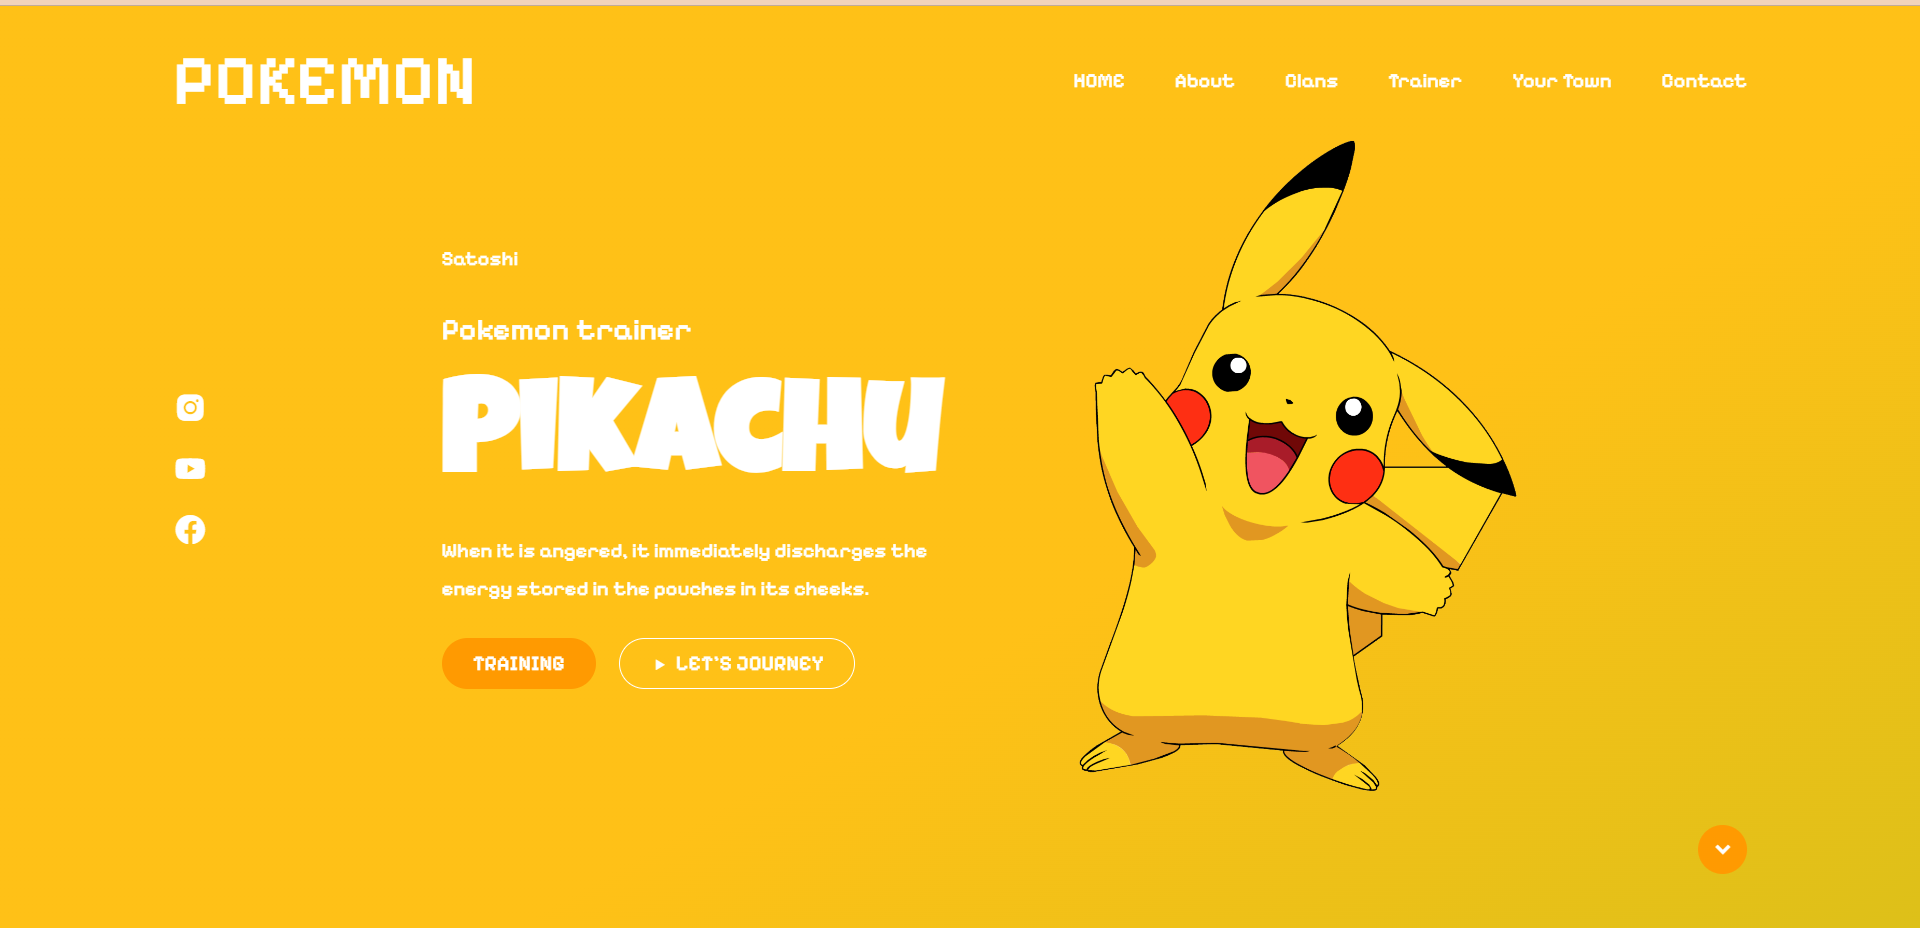 POKEMON
HOME About Clans Trainer Your Town Contact
Satoshi
Pokemon trainer
PIKACHU
When it is angered, it immediately discharges the
energy stored in the pouches in its cheeks.
TRAINING
LET'S JOURNEY